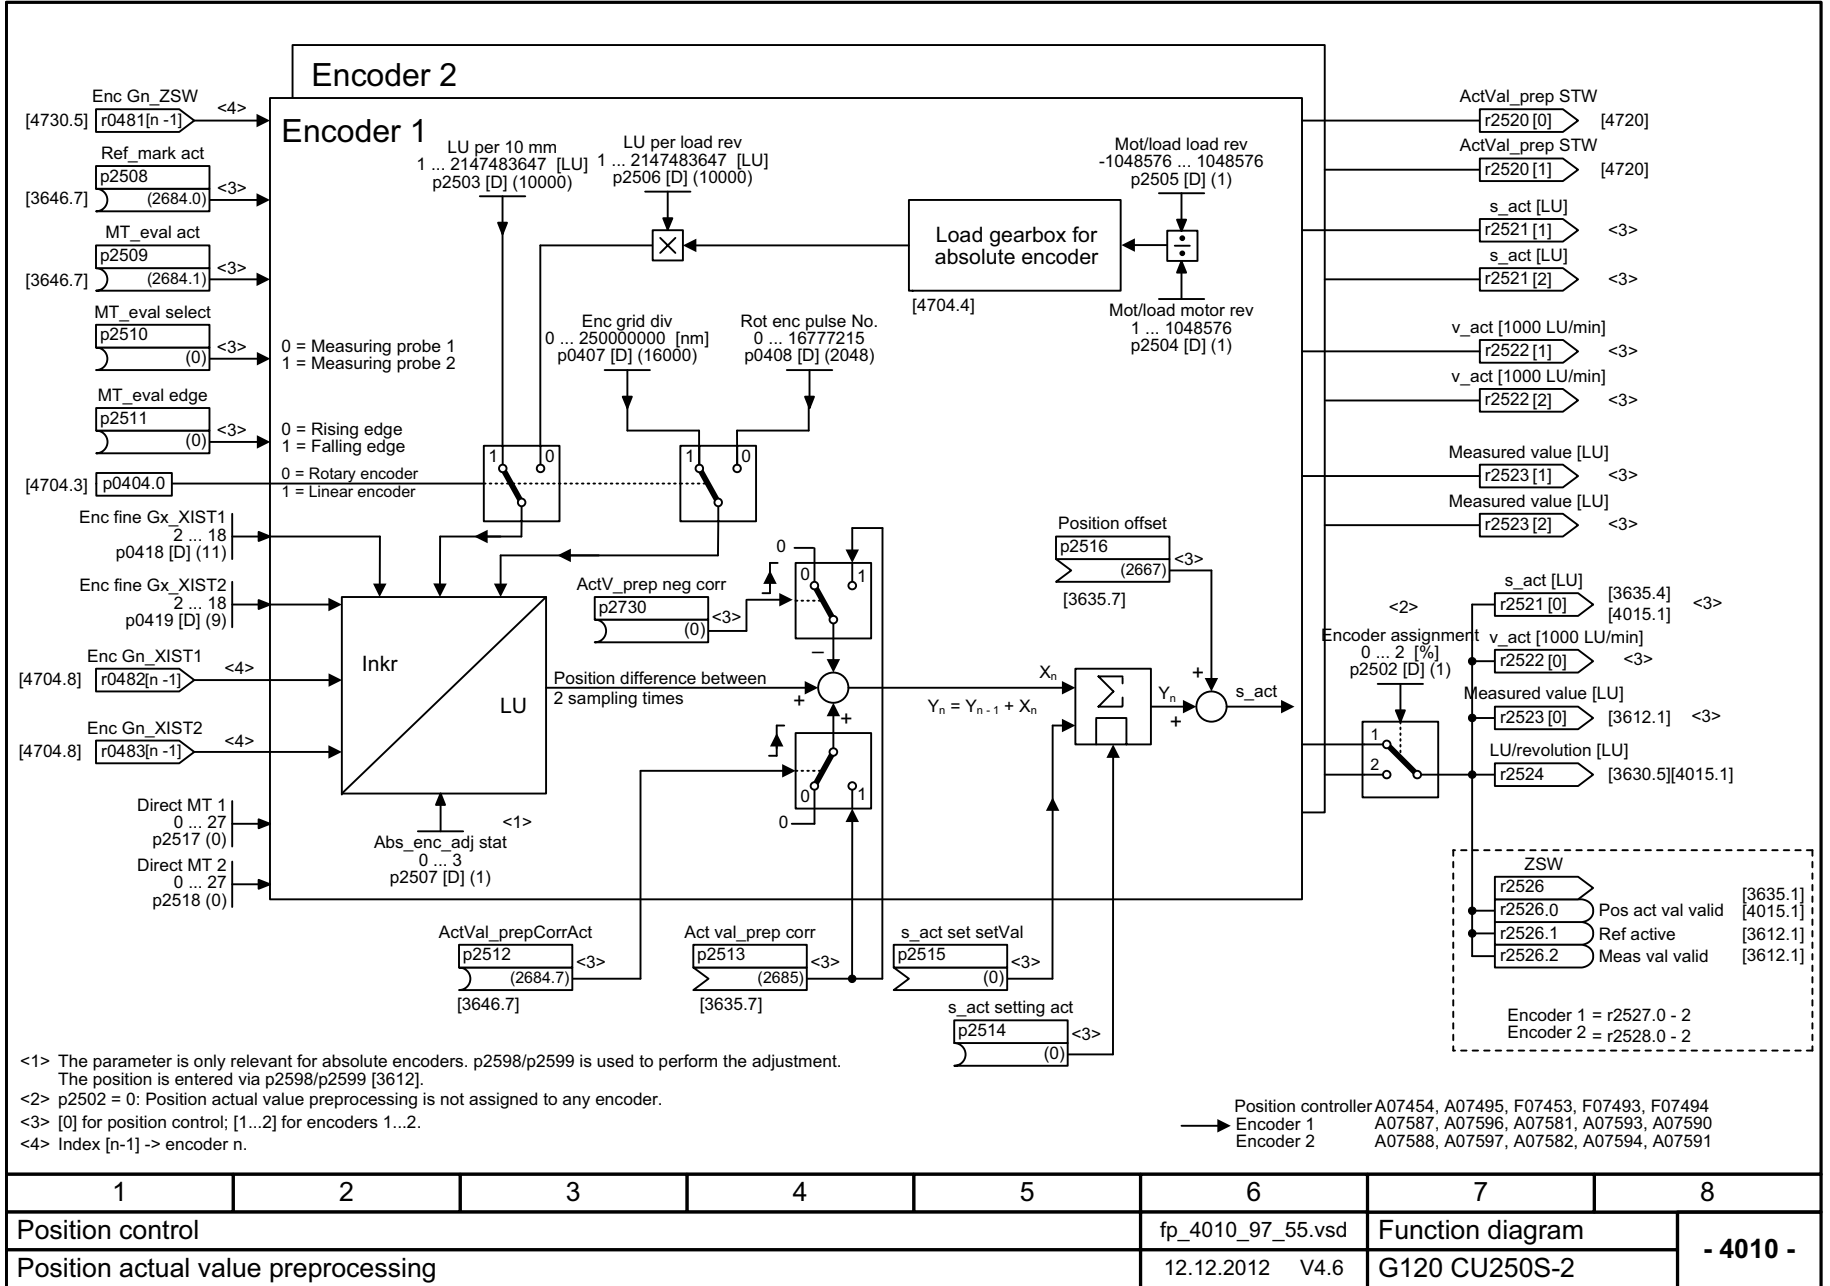 Encoder 2
Encoder 1
Enc Gn_ZSW
[4730.5] r0481[n -1] <4>
Ref_mark act
p2508
[3646.7] (2684.0) <3>
MT_eval act
p2509
[3646.7] (2684.1) <3>
MT_eval select
p2510
(0) <3>
0 = Measuring probe 1
1 = Measuring probe 2
MT_eval edge
p2511
(0) <3>
0 = Rising edge
1 = Falling edge
[4704.3] p0404.0
0 = Rotary encoder
1 = Linear encoder
Enc fine Gx_XIST1
2 ... 18
p0418 [D] (11)
Enc fine Gx_XIST2
2 ... 18
p0419 [D] (9)
Enc Gn_XIST1
[4704.8] r0482[n -1] <4>
Enc Gn_XIST2
[4704.8] r0483[n -1] <4>
Direct MT 1
0 ... 27
p2517 (0)
Direct MT 2
0 ... 27
p2518 (0)
LU per 10 mm
1 ... 2147483647 [LU]
p2503 [D] (10000)
LU per load rev
1 ... 2147483647 [LU]
p2506 [D] (10000)
Load gearbox for
absolute encoder
[4704.4]
Mot/load load rev
-1048576 ... 1048576
p2505 [D] (1)
Mot/load motor rev
1 ... 1048576
p2504 [D] (1)
Enc grid div
0 ... 250000000 [nm]
p0407 [D] (16000)
Rot enc pulse No.
0 ... 16777215
p0408 [D] (2048)
1 0
1 0
Inkr
LU
Abs_enc_adj stat
0 ... 3
p2507 [D] (1)
<1>
Position difference between
2 sampling times
ActV_prep neg corr
p2730
(0) <3>
0
0 1
–
+
+
0 1
0
Xn
Yn = Yn - 1 + Xn
Σ
Yn
+
+
s_act
Position offset
p2516
(2667) <3>
[3635.7]
ActVal_prepCorrAct
p2512
(2684.7) <3>
[3646.7]
Act val_prep corr
p2513
(2685) <3>
[3635.7]
s_act set setVal
p2515
(0) <3>
s_act setting act
p2514
(0) <3>
ActVal_prep STW
r2520 [0] [4720]
ActVal_prep STW
r2520 [1] [4720]
s_act [LU]
r2521 [1] <3>
s_act [LU]
r2521 [2] <3>
v_act [1000 LU/min]
r2522 [1] <3>
v_act [1000 LU/min]
r2522 [2] <3>
Measured value [LU]
r2523 [1] <3>
Measured value [LU]
r2523 [2] <3>
<2>
Encoder assignment
0 ... 2 [%]
p2502 [D] (1)
1
2
s_act [LU]
r2521 [0] [3635.4] [4015.1] <3>
v_act [1000 LU/min]
r2522 [0] <3>
Measured value [LU]
r2523 [0] [3612.1] <3>
LU/revolution [LU]
r2524 [3630.5][4015.1]
ZSW
r2526 [3635.1]
r2526.0 Pos act val valid [4015.1]
r2526.1 Ref active [3612.1]
r2526.2 Meas val valid [3612.1]
Encoder 1 = r2527.0 - 2
Encoder 2 = r2528.0 - 2
<1> The parameter is only relevant for absolute encoders. p2598/p2599 is used to perform the adjustment.
The position is entered via p2598/p2599 [3612].
<2> p2502 = 0: Position actual value preprocessing is not assigned to any encoder.
<3> [0] for position control; [1...2] for encoders 1...2.
<4> Index [n-1] -> encoder n.
Position controller A07454, A07495, F07453, F07493, F07494
Encoder 1 A07587, A07596, A07581, A07593, A07590
Encoder 2 A07588, A07597, A07582, A07594, A07591
1 2 3 4 5 6 7 8
Position control fp_4010_97_55.vsd Function diagram
Position actual value preprocessing 12.12.2012 V4.6 G120 CU250S-2
- 4010 -